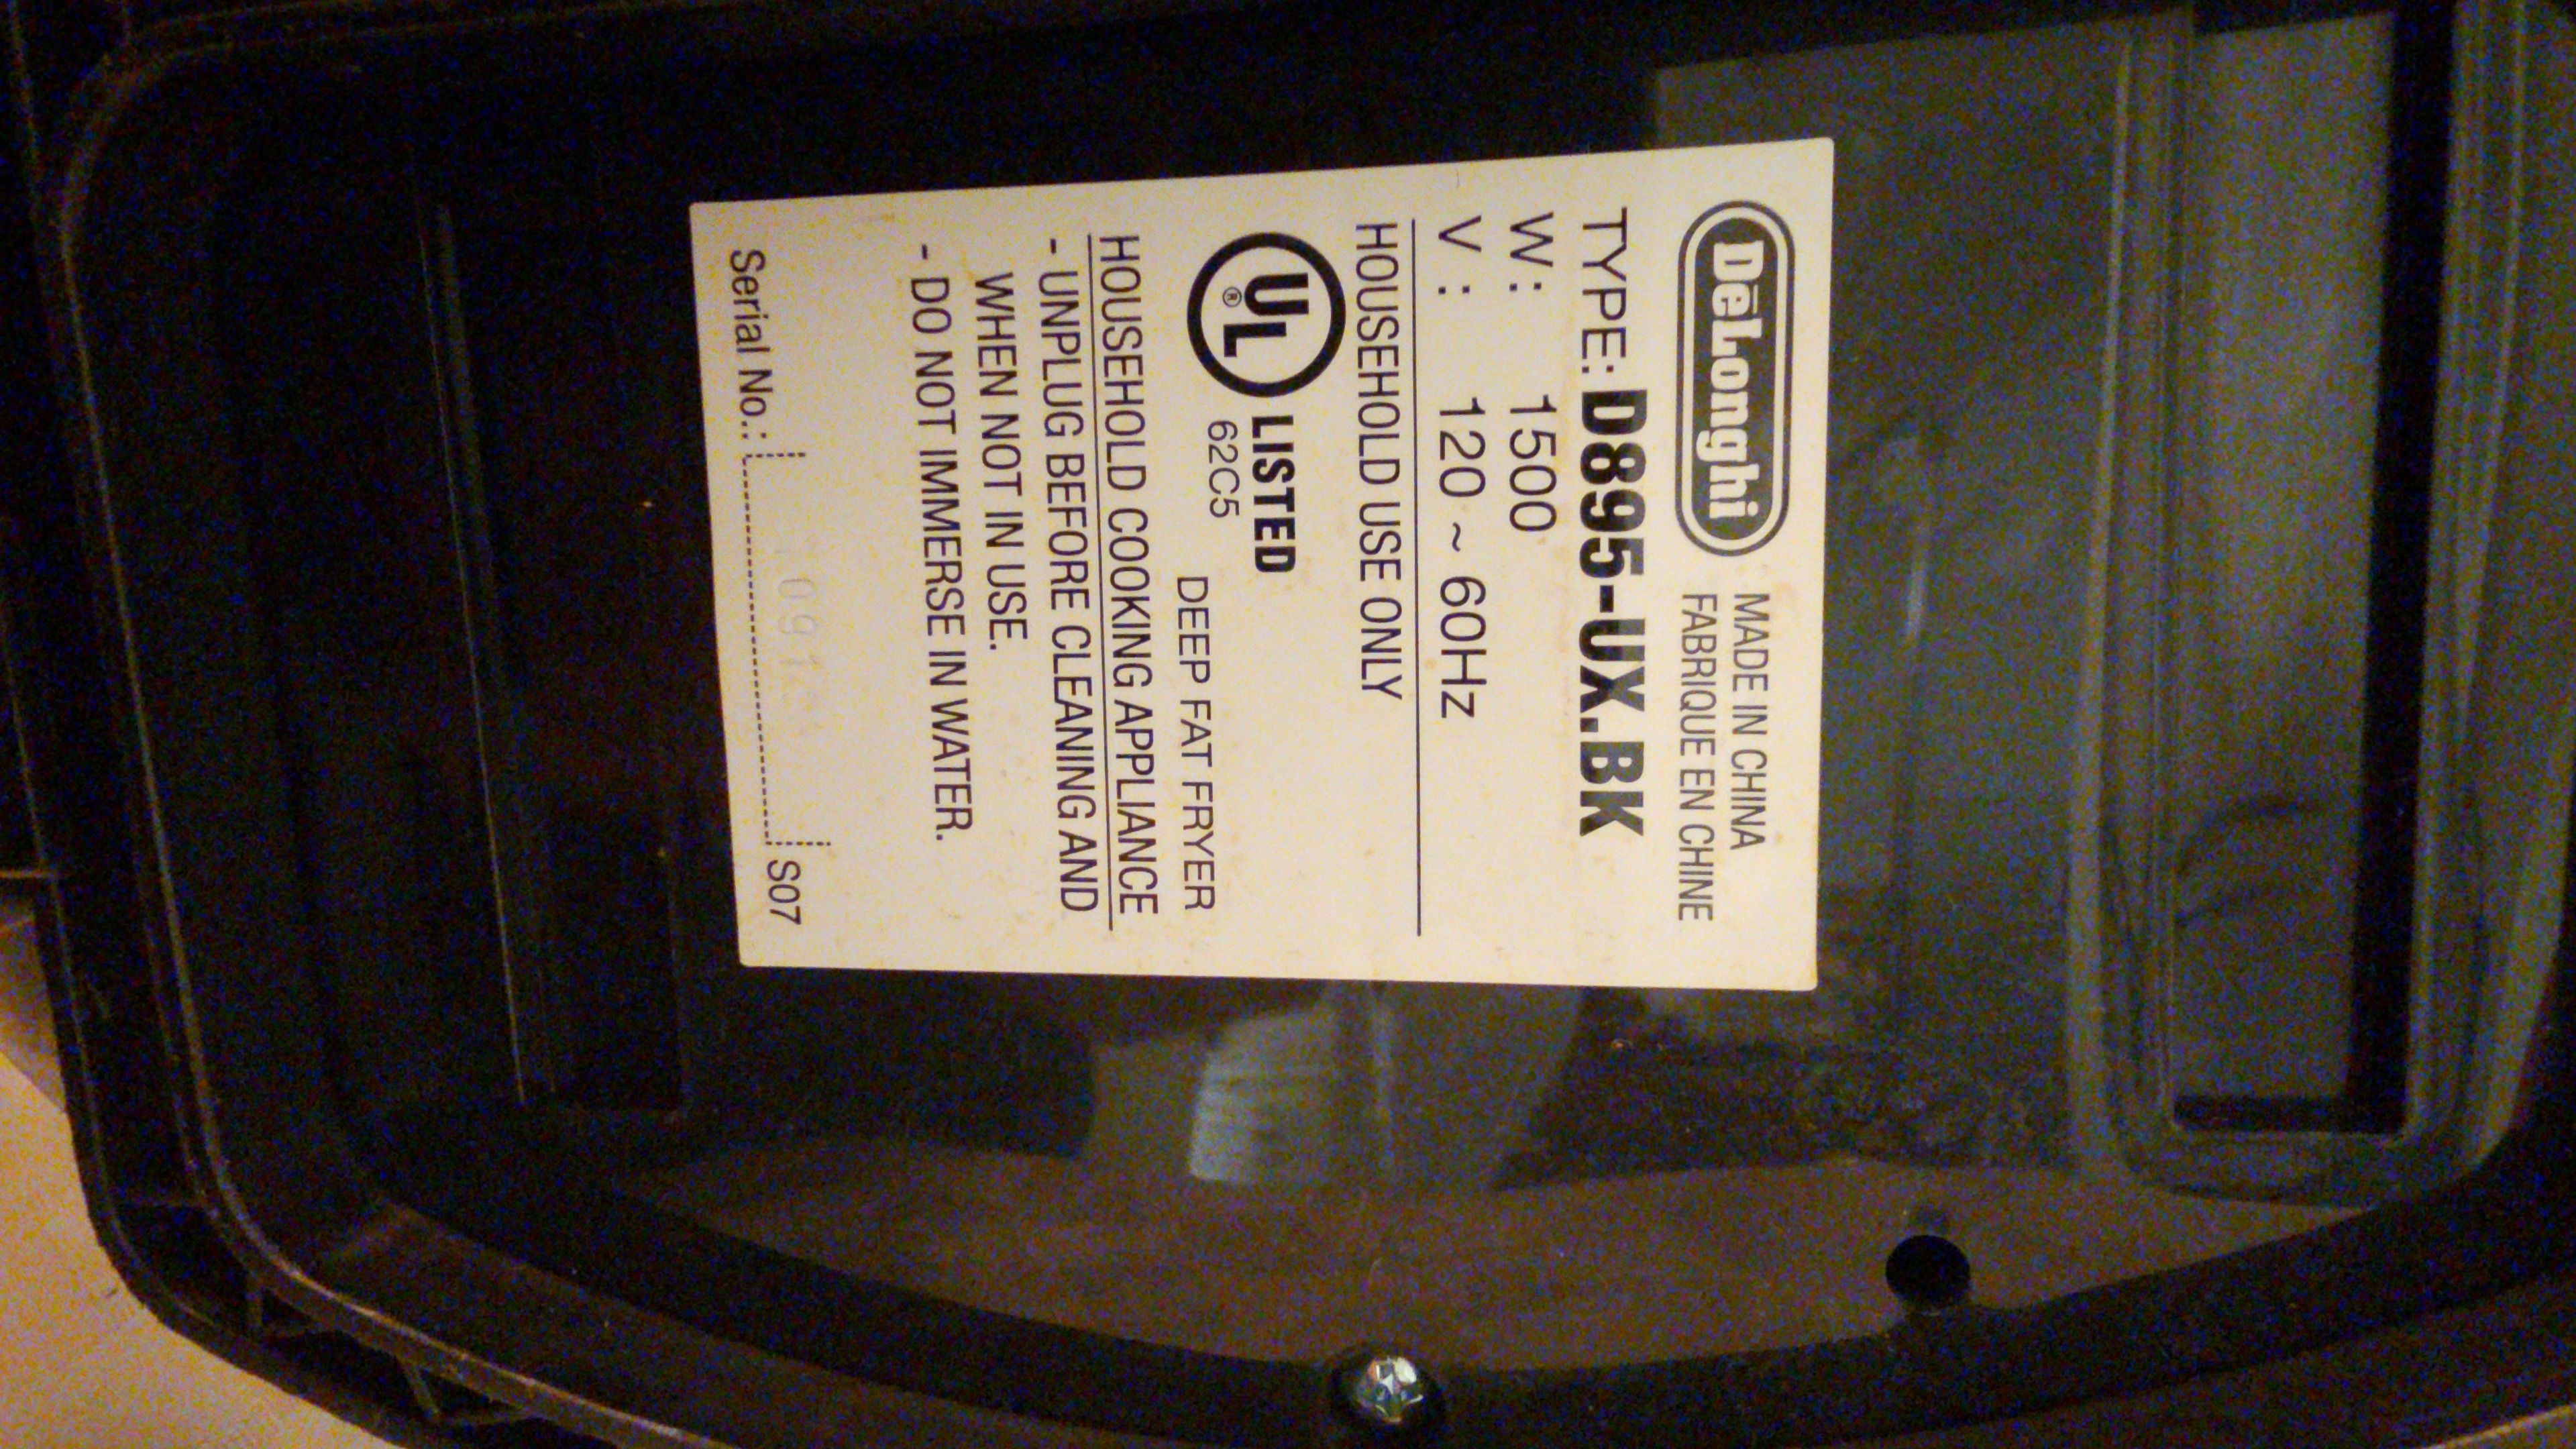 DeLonghi
MADE IN CHINA
FABRIQUE EN CHINE
TYPE: D895-UX.BK
W: 1500
V: 120 ~ 60Hz
HOUSEHOLD USE ONLY
UL ® LISTED
62C5
DEEP FAT FRYER
HOUSEHOLD COOKING APPLIANCE
- UNPLUG BEFORE CLEANING AND
WHEN NOT IN USE.
- DO NOT IMMERSE IN WATER.
Serial No.: S07